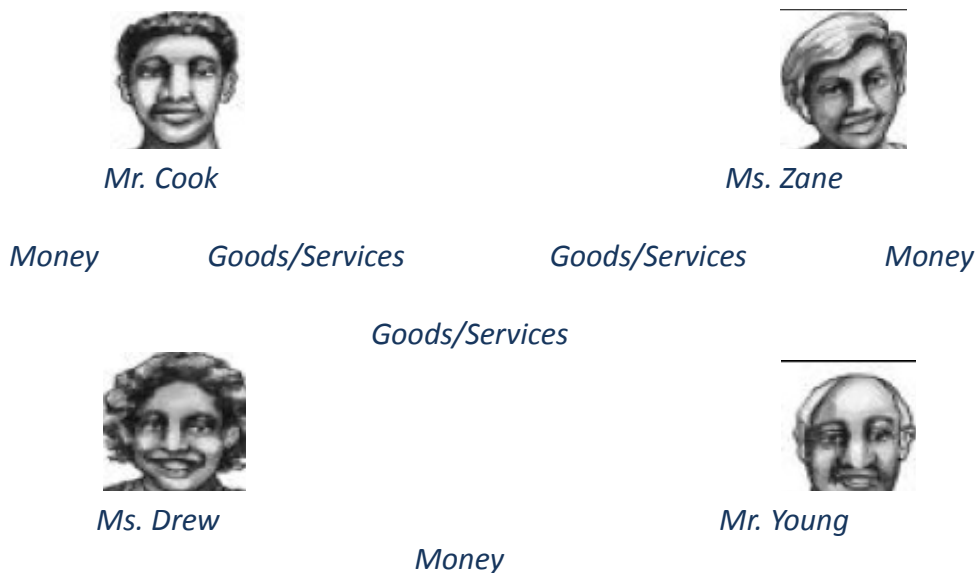 Mr. Cook Ms. Zane
Money Goods/Services Goods/Services Money
Goods/Services
Ms. Drew Mr. Young
Money